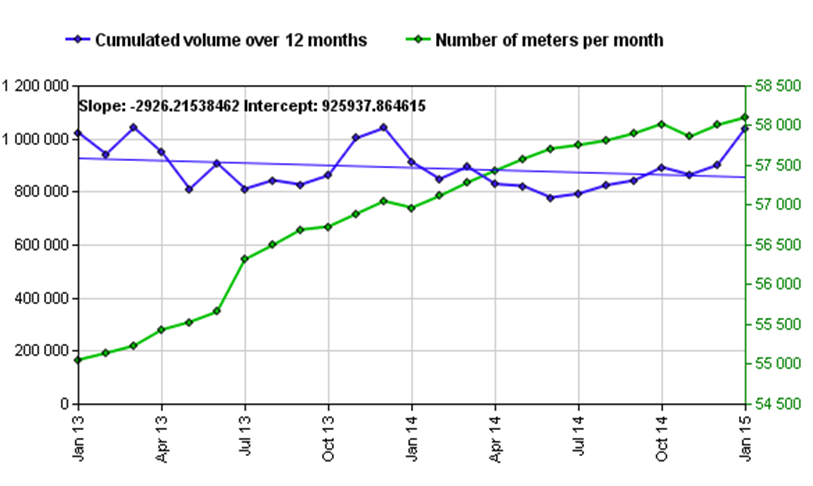 Cumulated volume over 12 months Number of meters per month
1 200 000 58 500
Slope: -2926.21538462 Intercept: 925937.864615
58 000
1 000 000
57 500
800 000
57 000
600 000 56 500
56 000
400 000
55 500
200 000
55 000
0 54 500
Jan 13 Apr 13 Jul 13 Oct 13 Jan 14 Apr 14 Jul 14 Oct 14 Jan 15